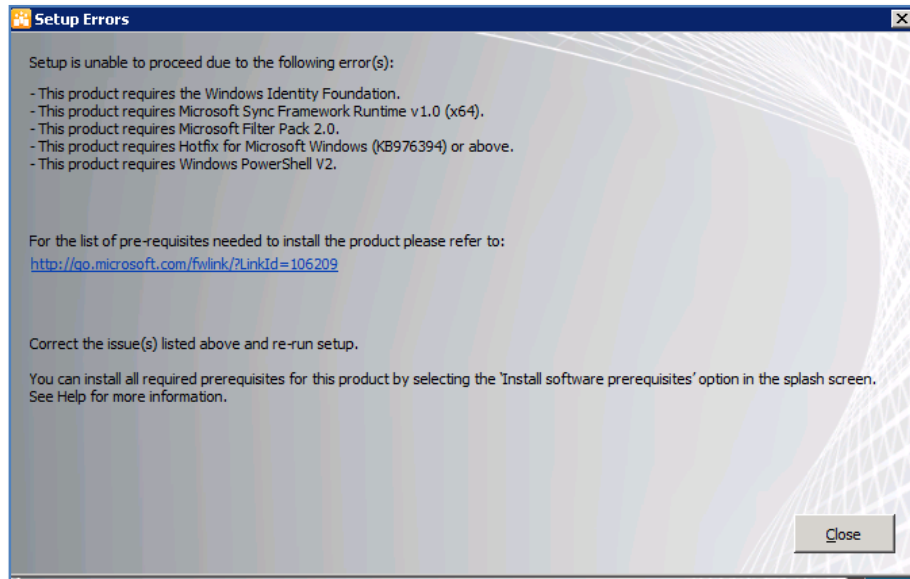 Setup Errors
Setup is unable to proceed due to the following error(s):
- This product requires the Windows Identity Foundation.
- This product requires Microsoft Sync Framework Runtime v1.0 (x64).
- This product requires Microsoft Filter Pack 2.0.
- This product requires Hotfix for Microsoft Windows (KB976394) or above.
- This product requires Windows PowerShell V2.
For the list of pre-requisites needed to install the product please refer to:
http://go.microsoft.com/fwlink/?LinkId=106209
Correct the issue(s) listed above and re-run setup.
You can install all required prerequisites for this product by selecting the 'Install software prerequisites' option in the splash screen.
See Help for more information.
Close